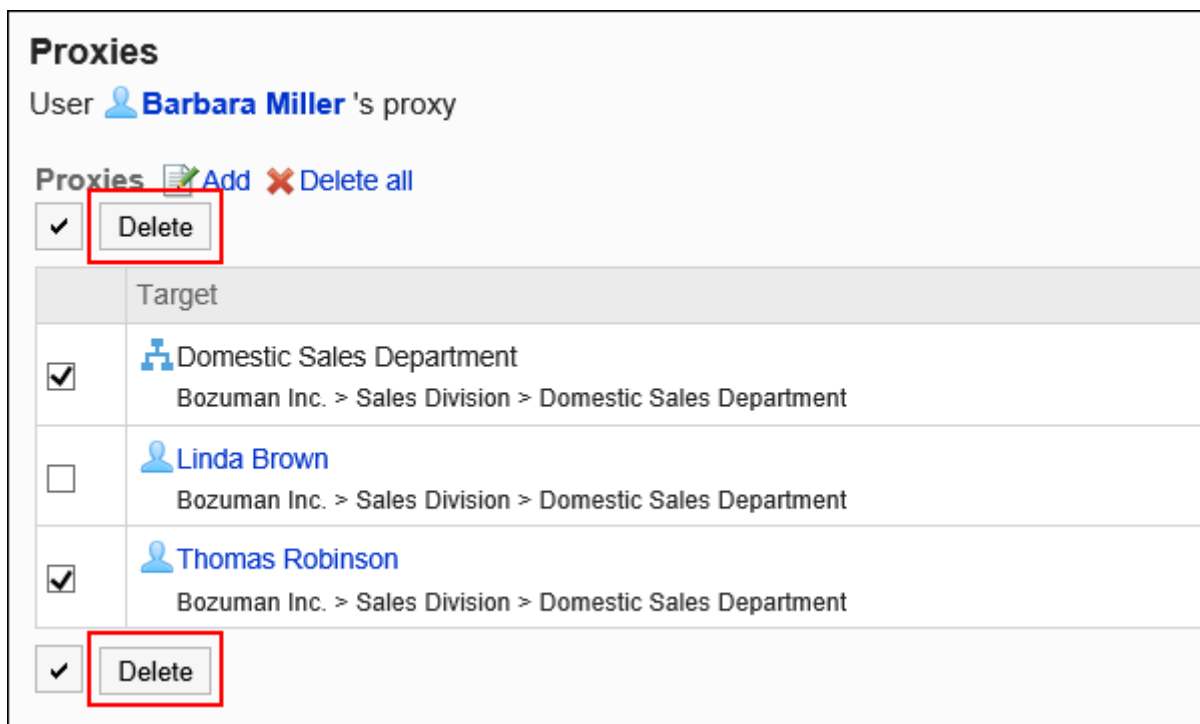 Proxies
User Barbara Miller 's proxy
Proxies Add Delete all
Delete
Target
Domestic Sales Department
Bozuman Inc. > Sales Division > Domestic Sales Department
Linda Brown
Bozuman Inc. > Sales Division > Domestic Sales Department
Thomas Robinson
Bozuman Inc. > Sales Division > Domestic Sales Department
Delete